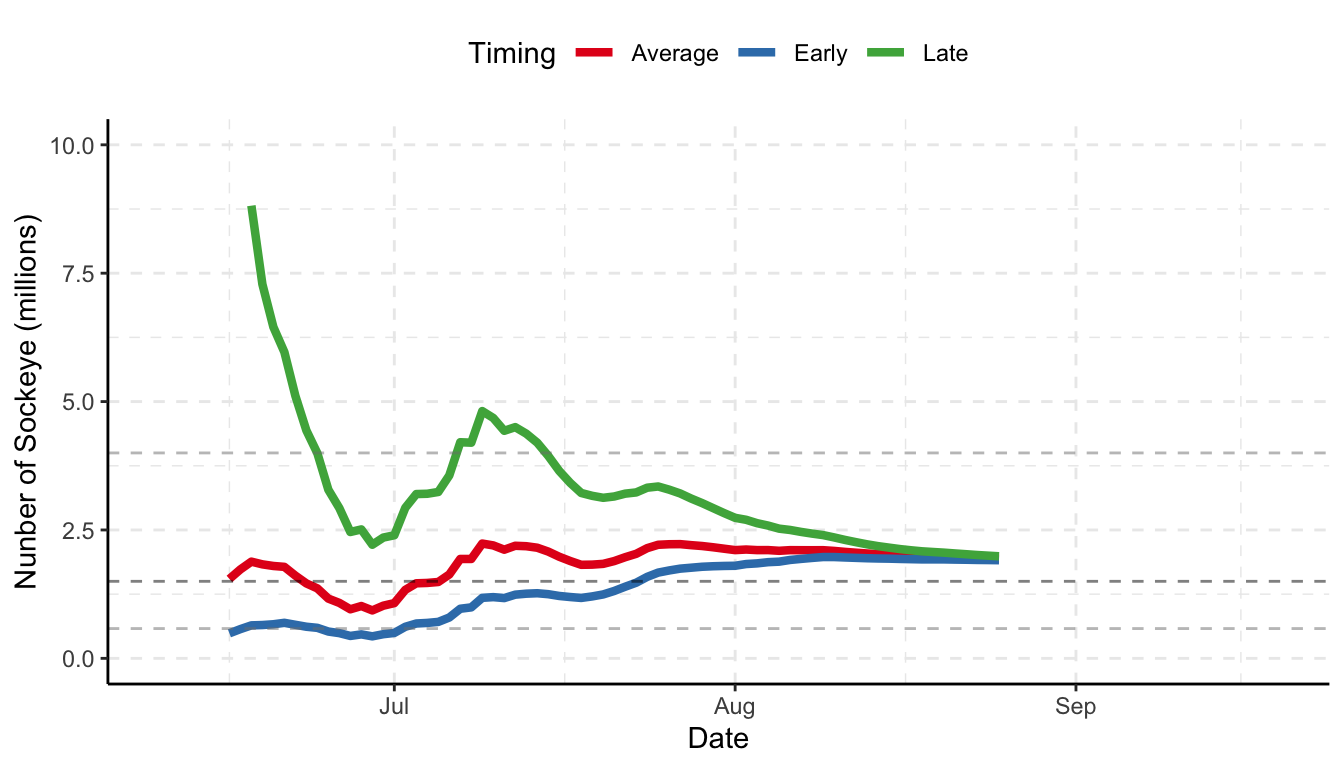 Timing Average Early Late
Nunber of Sockeye (millions)
10.0
7.5
5.0
2.5
0.0
Jul Aug Sep
Date